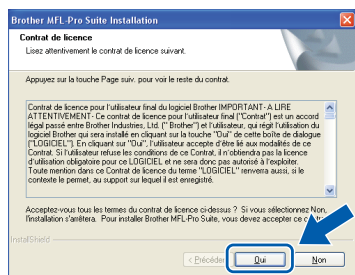 Brother MFL-Pro Suite Installation
Contrat de licence
Lisez attentivement le contrat de licence suivant.
Appuyez sur la touche Page suiv. pour voir le reste du contrat.
Contrat de licence pour l'utilisateur final du logiciel Brother IMPORTANT- A LIRE
ATTENTIVEMENT- Ce contrat de licence pour l'utilisateur final ("Contrat") est un accord
légal passé entre Brother Industries, Ltd. (" Brother") et l'utilisateur, qui régit l'utilisation du
logiciel Brother qui sera installé en cliquant sur la touche "Oui" de cette boîte de dialogue
("LOGICIEL"). En cliquant sur "Oui", l'utilisateur accepte d'être lié aux modalités de ce
Contrat. Si l'utilisateur refuse les conditions de ce Contrat, il n'obtiendra pas la licence
d'utilisation obligatoire pour ce LOGICIEL et ne sera donc pas autorisé à l'exploiter.
Toute mention dans ce Contrat de licence du terme "LOGICIEL" renverra aussi, si le
contexte le permet, au support sur lequel il est enregistré.
Acceptez-vous tous les termes du contrat de licence ci-dessus ? Si vous sélectionnez Non,
l'installation s'arrêtera. Pour installer Brother MFL-Pro Suite, vous devez accepter ce
InstallShield
< Précéden
Oui
Non